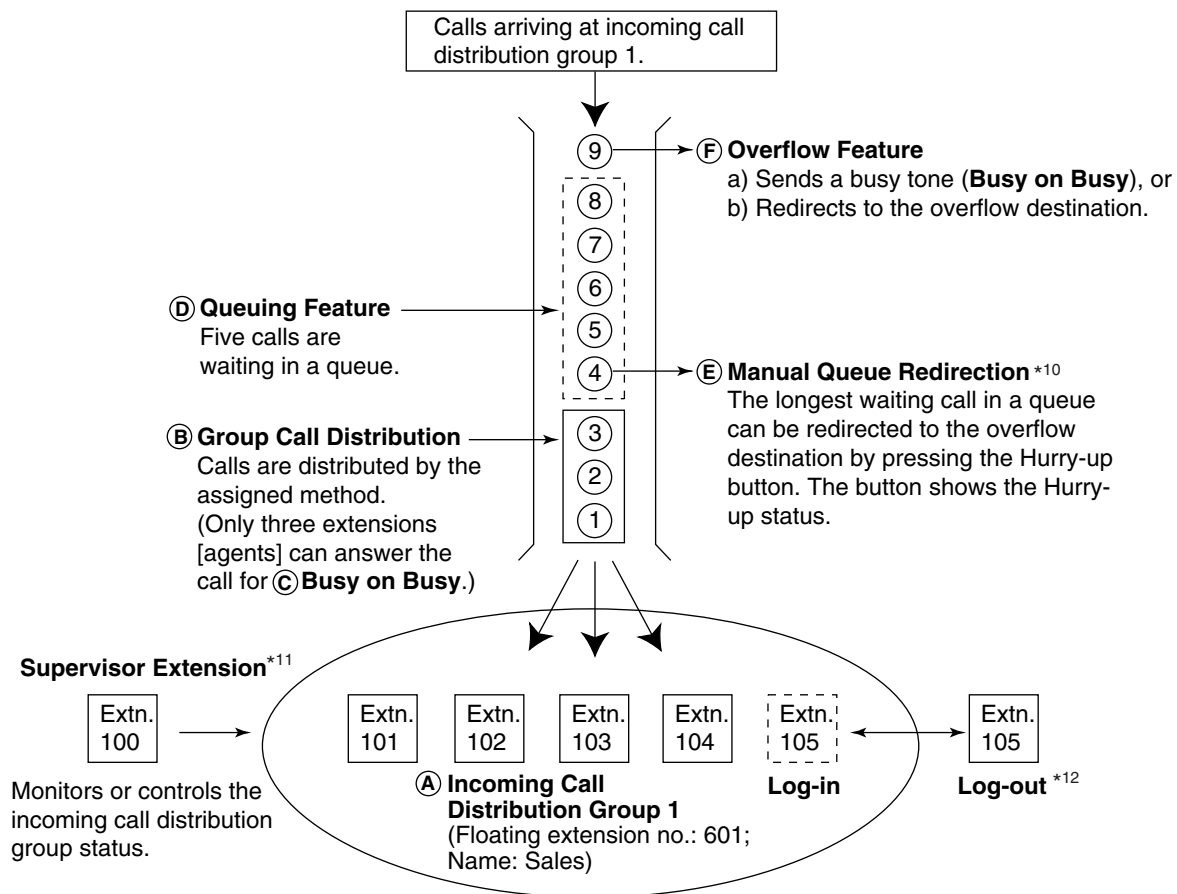 Calls arriving at incoming call
distribution group 1.
9
F Overflow Feature
a) Sends a busy tone (Busy on Busy), or
b) Redirects to the overflow destination.
8
7
6
5
4
D Queuing Feature
Five calls are
waiting in a queue.
E Manual Queue Redirection *10
The longest waiting call in a queue
can be redirected to the overflow
destination by pressing the Hurry-up
button. The button shows the Hurry-
up status.
B Group Call Distribution
Calls are distributed by the
assigned method.
(Only three extensions
[agents] can answer the
call for C Busy on Busy.)
3
2
1
Supervisor Extension*11
Extn.
100
Monitors or controls the
incoming call distribution
group status.
Extn.
101
Extn.
102
Extn.
103
Extn.
104
Extn.
105
Log-in
Extn.
105
Log-out *12
A Incoming Call
Distribution Group 1
(Floating extension no.: 601;
Name: Sales)